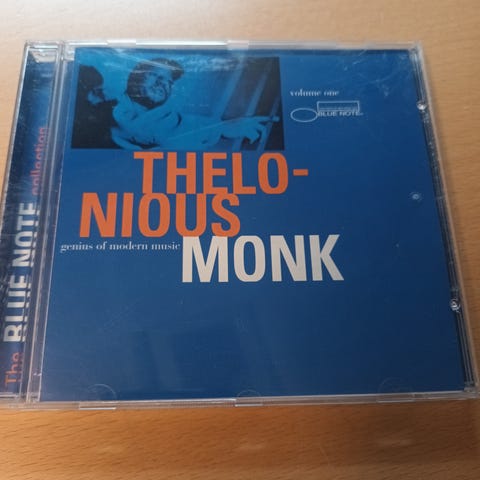 The BLUE NOTE collection
volume one
BLUE NOTE
THELO-
NIOUS
genius of modern music
MONK